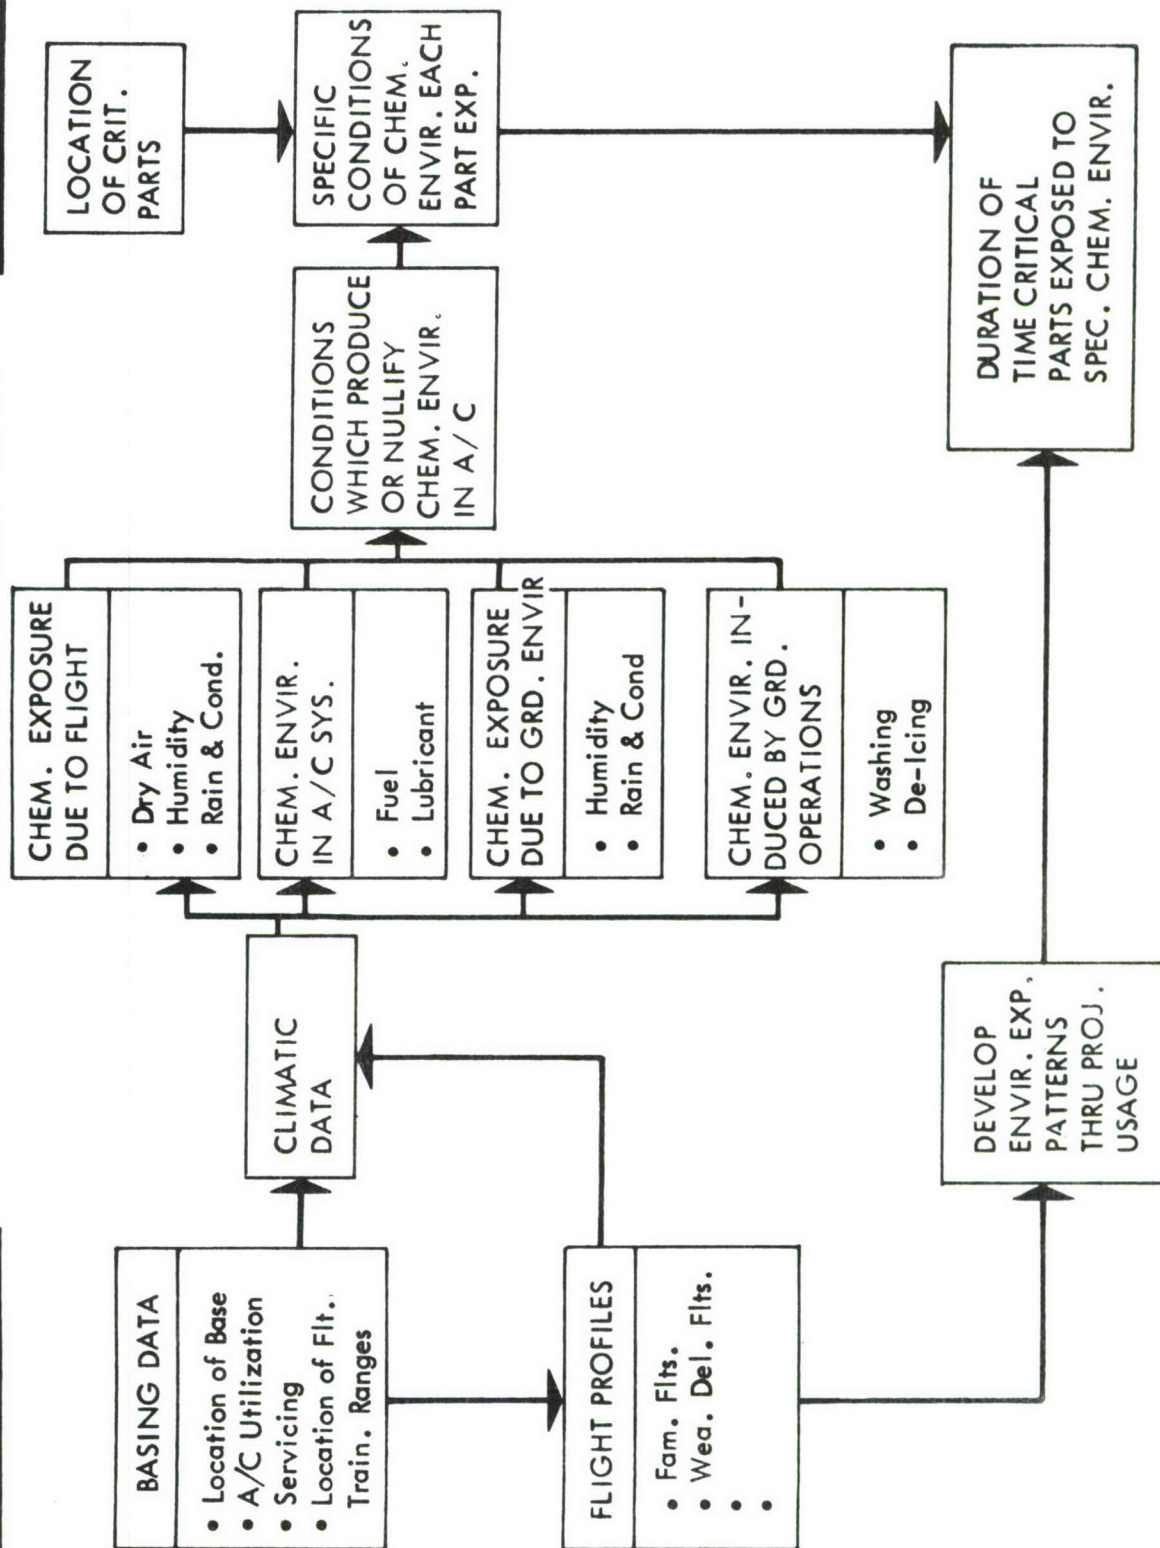 BASING DATA
• Location of Base
• A/C Utilization
• Servicing
• Location of Flt.
Train. Ranges
FLIGHT PROFILES
• Fam. Flts.
• Wea. Del. Flts.
•
•
CLIMATIC
DATA
CHEM. EXPOSURE
DUE TO FLIGHT
• Dry Air
• Humidity
• Rain & Cond.
CHEM. ENVIR.
IN A/C SYS.
• Fuel
• Lubricant
CHEM. EXPOSURE
DUE TO GRD. ENVIR
• Humidity
• Rain & Cond
CHEM. ENVIR. IN-
DUCED BY GRD.
OPERATIONS
• Washing
• De-Icing
CONDITIONS
WHICH PRODUCE
OR NULLIFY
CHEM. ENVIR.
IN A/C
LOCATION
OF CRIT.
PARTS
SPECIFIC
CONDITIONS
OF CHEM.
ENVIR. EACH
PART EXP.
DEVELOP
ENVIR. EXP.
PATTERNS
THRU PROJ.
USAGE
DURATION OF
TIME CRITICAL
PARTS EXPOSED TO
SPEC. CHEM. ENVIR.